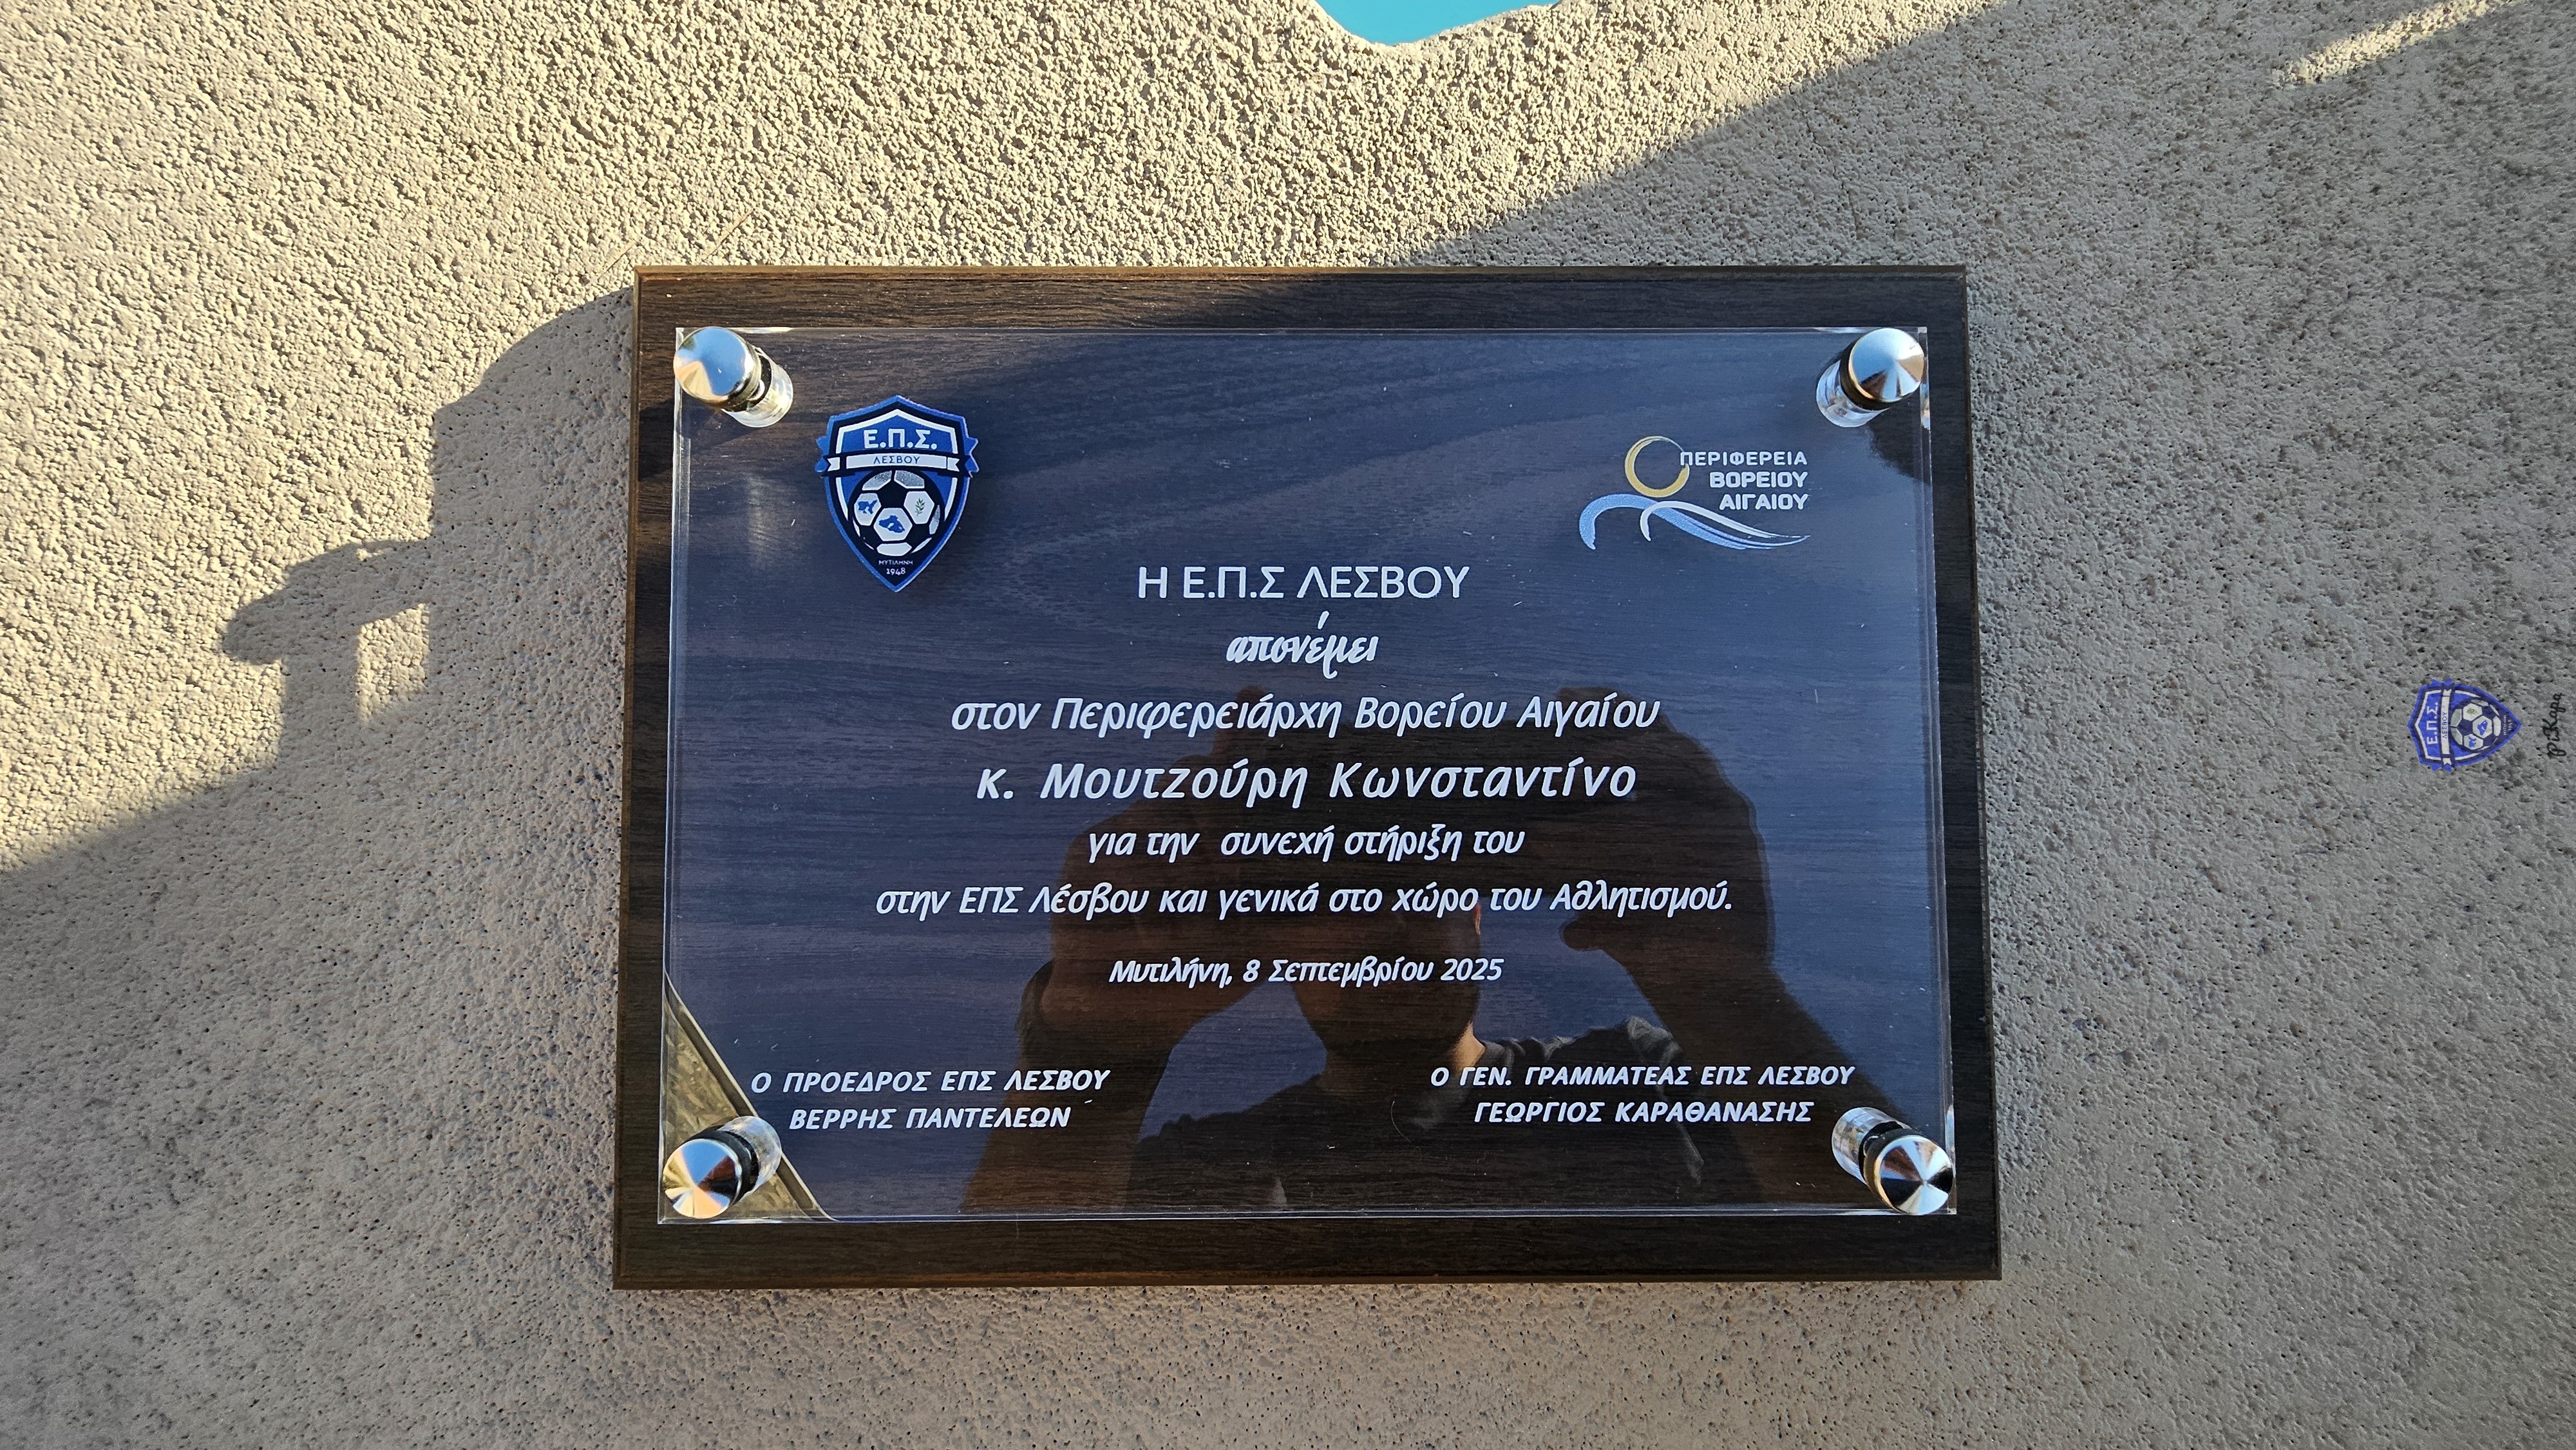 Ε.Π.Σ.
ΛΕΣΒΟΥ
ΜΥΤΙΛΗΝΗ
1948
ΠΕΡΙΦΕΡΕΙΑ
ΒΟΡΕΙΟΥ
ΑΙΓΑΙΟΥ
Η Ε.Π.Σ ΛΕΣΒΟΥ
απονέμει
στον Περιφερειάρχη Βορείου Αιγαίου
κ. Μουτζούρη Κωνσταντίνο
για την συνεχή στήριξη του
στην ΕΠΣ Λέσβου και γενικά στο χώρο του Αθλητισμού.
Μυτιλήνη, 8 Σεπτεμβρίου 2025
Ο ΠΡΟΕΔΡΟΣ ΕΠΣ ΛΕΣΒΟΥ
ΒΕΡΡΗΣ ΠΑΝΤΕΛΕΩΝ
Ο ΓΕΝ. ΓΡΑΜΜΑΤΕΑΣ ΕΠΣ ΛΕΣΒΟΥ
ΓΕΩΡΓΙΟΣ ΚΑΡΑΘΑΝΑΣΗΣ
Ε.Π.Σ.
ΛΕΣΒΟΥ